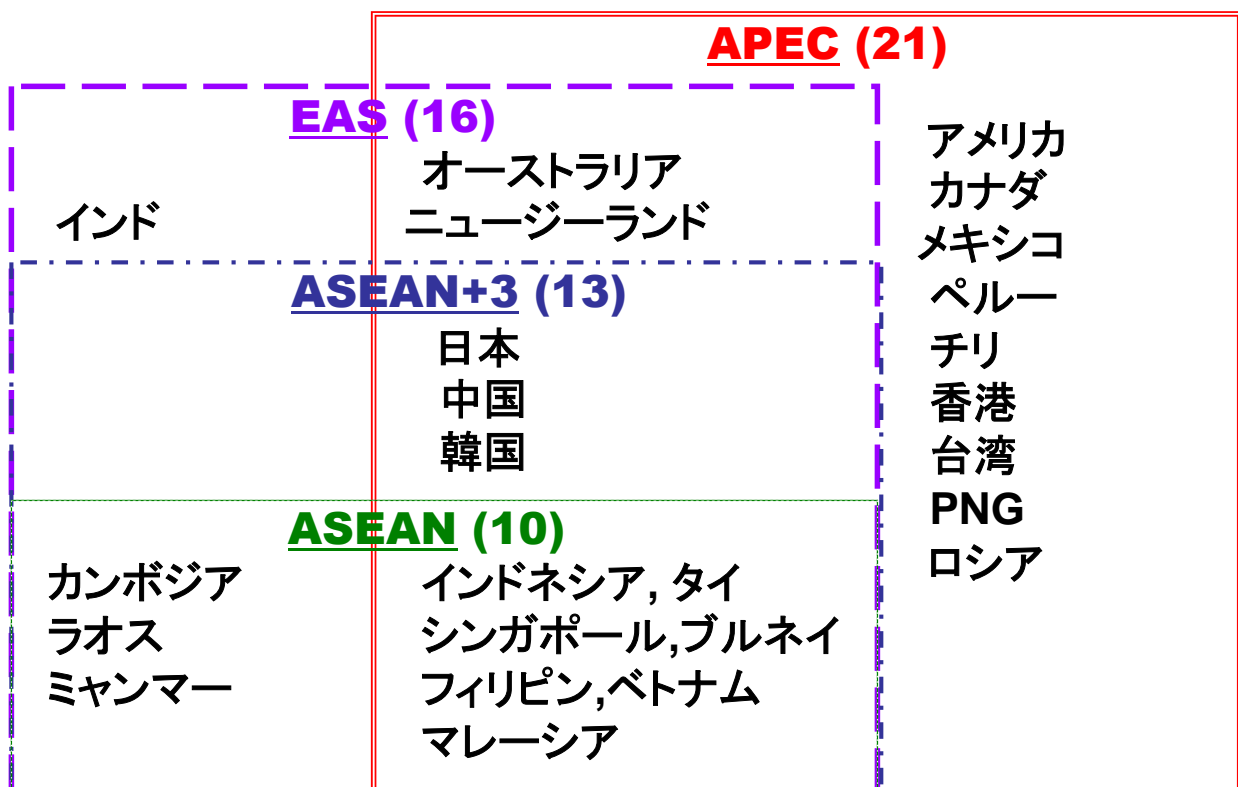 APEC (21)
EAS (16)
オーストラリア
インド
ニュージーランド
ASEAN+3 (13)
日本
中国
韓国
ASEAN (10)
カンボジア
ラオス
ミャンマー
インドネシア, タイ
シンガポール,ブルネイ
フィリピン,ベトナム
マレーシア
アメリカ
カナダ
メキシコ
ペルー
チリ
香港
台湾
PNG
ロシア